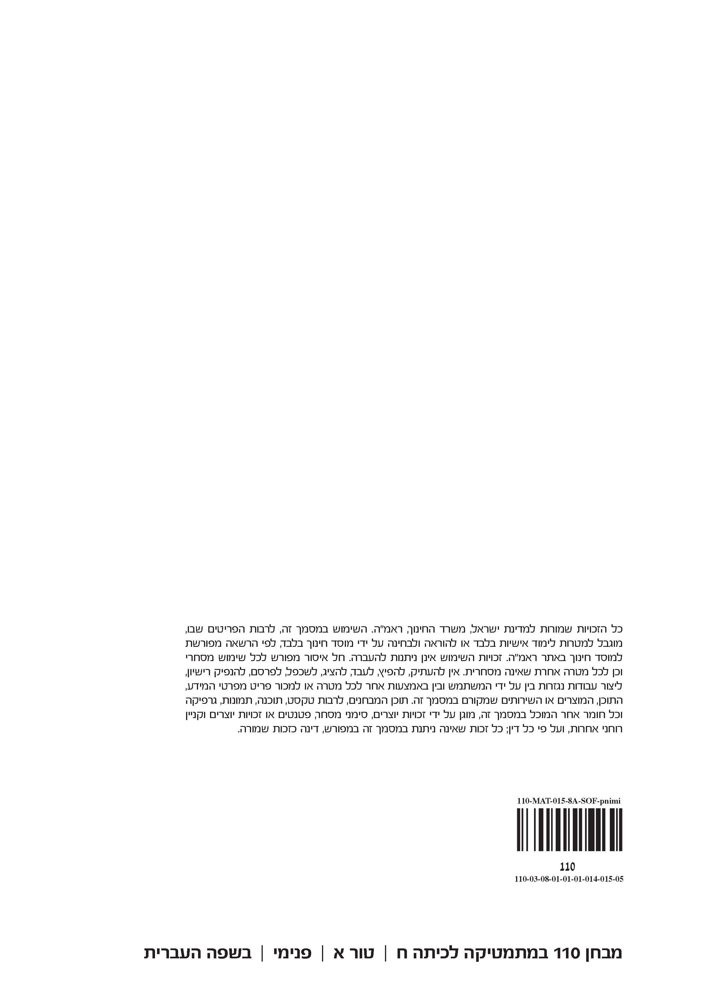 כל הזכויות שמורות למדינת ישראל, משרד החינוך, ראמ"ה. השימוש במסמך זה, לרבות הפריטים שבו,
מוגבל למטרות לימוד אישיות בלבד או להוראה ולבחינה על ידי מוסד חינוך בלבד, לפי הרשאה מפורשת
למוסד חינוך באתר ראמ"ה. זכויות השימוש אינן ניתנות להעברה. חל איסור מפורש לכל שימוש מסחרי
וכן לכל מטרה אחרת שאינה מסחרית. אין להעתיק, להפיץ, לעבד, להציג, לשכפל, לפרסם, להנפיק רישיון,
ליצור עבודות נגזרות בין על ידי המשתמש ובין באמצעות אחר לכל מטרה או למכור פריט מפרטי המידע,
התוכן, המוצרים או השירותים שמקורם במסמך זה. תוכן המבחנים, לרבות טקסט, תוכנה, תמונות, גרפיקה
וכל חומר אחר המוכל במסמך זה, מוגן על ידי זכויות יוצרים, סימני מסחר, פטנטים או זכויות יוצרים וקניין
רוחני אחרות, ועל פי כל דין; כל זכות שאינה ניתנת במסמך זה במפורש, דינה כזכות שמורה.
110-MAT-015-8A-SOF-pnimi
110
110-03-08-01-01-01-014-015-05
מבחן 110 במתמטיקה לכיתה ח | טור א | פנימי | בשפה העברית